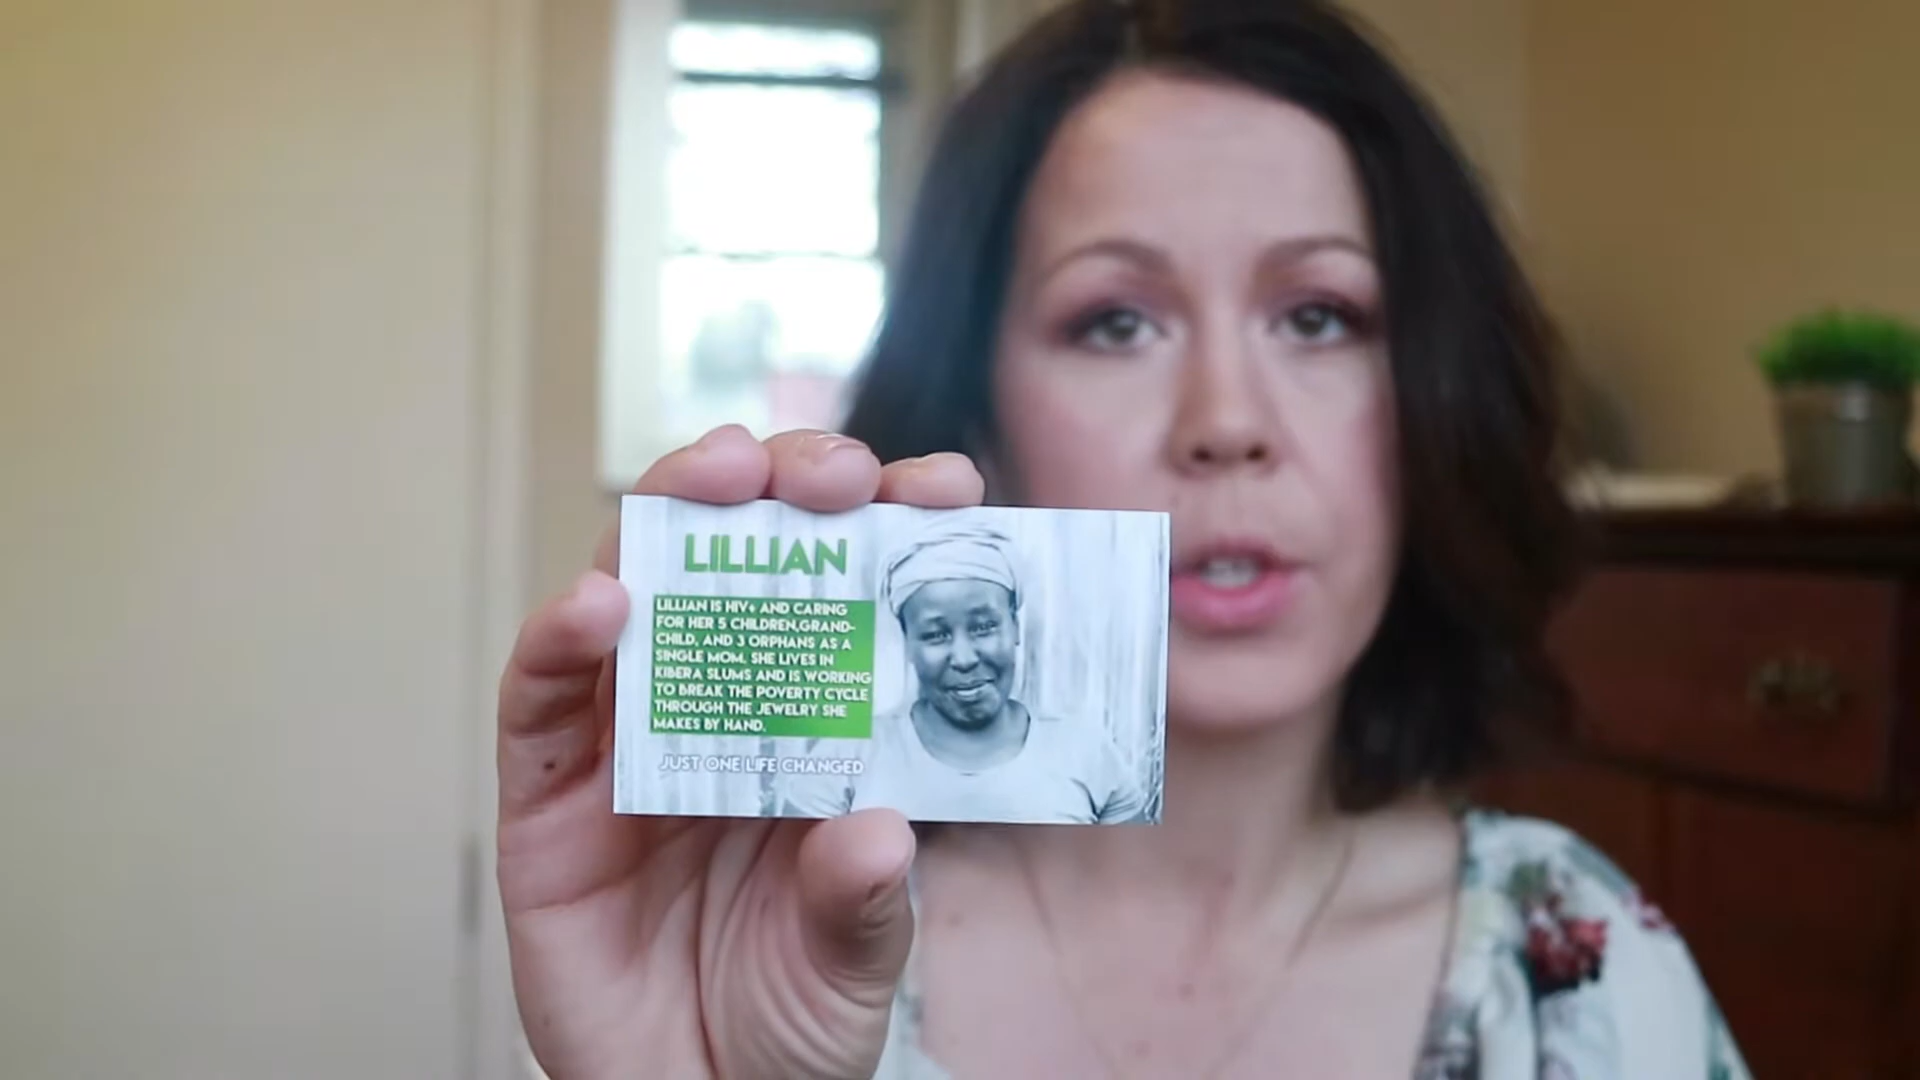 LILLIAN
LILLIAN IS HIV+ AND CARING
FOR HER 5 CHILDREN,GRAND-
CHILD, AND 3 ORPHANS AS A
SINGLE MOM. SHE LIVES IN
KIBERA SLUMS AND IS WORKING
TO BREAK THE POVERTY CYCLE
THROUGH THE JEWELRY SHE
MAKES BY HAND.
JUST ONE LIFE CHANGED